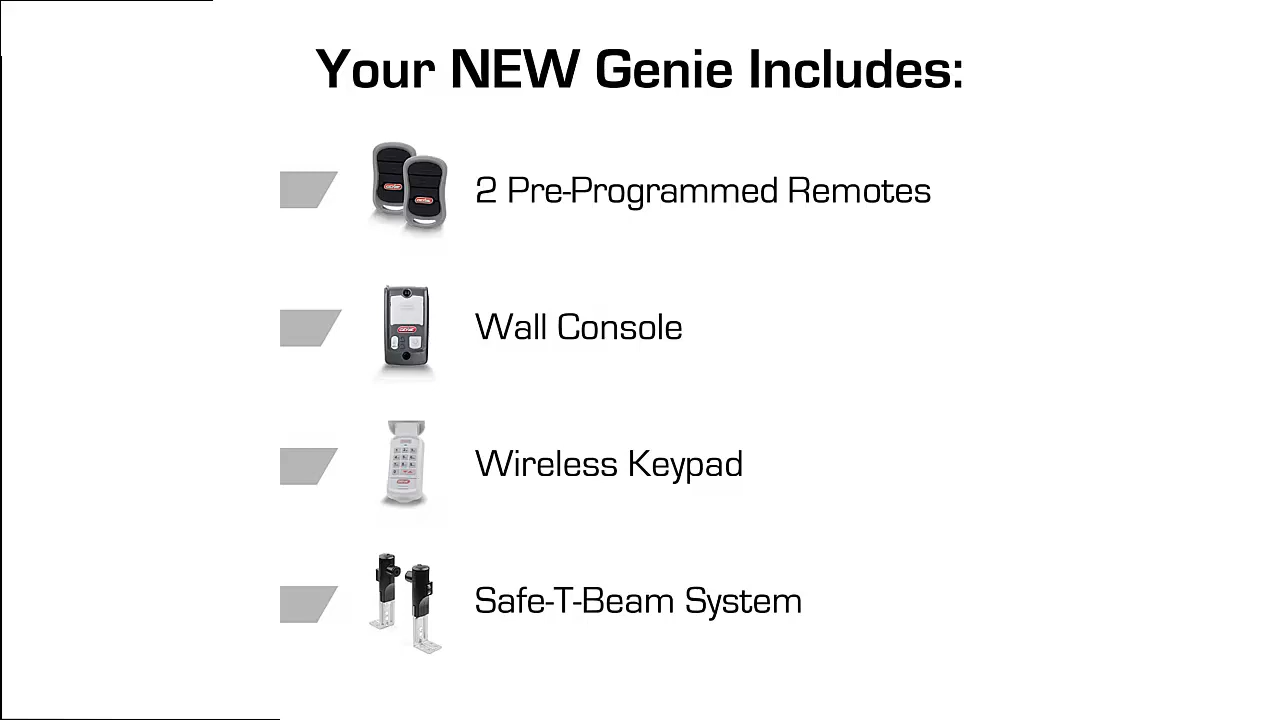 Your NEW Genie Includes:
2 Pre-Programmed Remotes
Wall Console
Wireless Keypad
Safe-T-Beam System